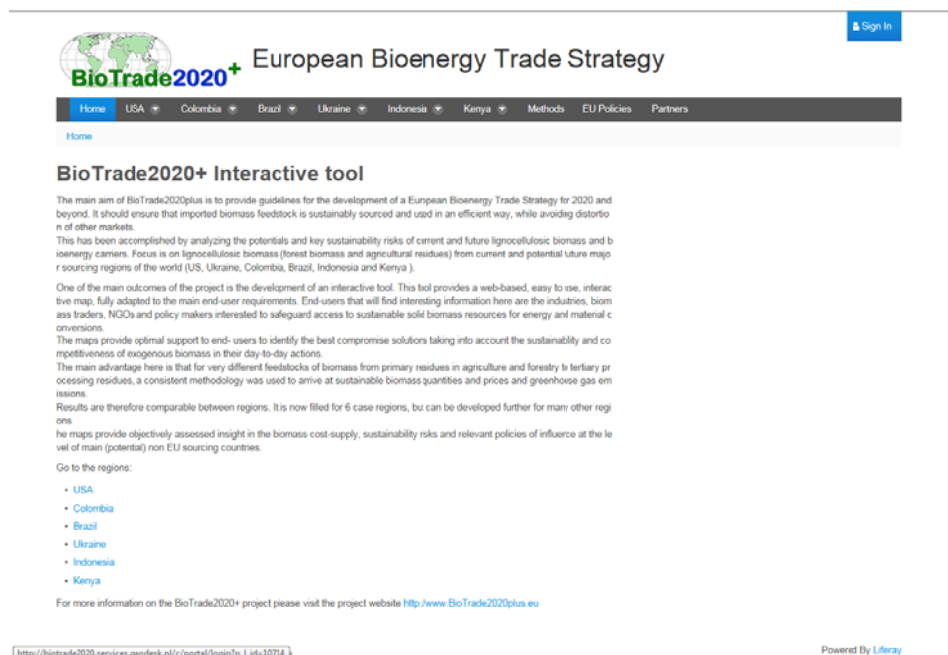 Sign In
BioTrade2020+
European Bioenergy Trade Strategy
Home USA Colombia Brazil Ukraine Indonesia Kenya Methods EU Policies Partners
Home
BioTrade2020+ Interactive tool
The main aim of BioTrade2020plus is to provide guidelines for the development of a European Bioenergy Trade Strategy for 2020 and
beyond. It should ensure that imported biomass feedstock is sustainably sourced and used in an efficient way, while avoiding distortio
n of other markets.
This has been accomplished by analyzing the potentials and key sustainability risks of current and future lignocellulosic biomass and b
ioenergy carriers. Focus is on lignocellulosic biomass (forest biomass and agricultural residues) from current and potential future majo
r sourcing regions of the world (US, Ukraine, Colombia, Brazil, Indonesia and Kenya ).
One of the main outcomes of the project is the development of an interactive tool. This tool provides a web-based, easy to use, interac
tive map, fully adapted to the main end-user requirements. End-users that will find interesting information here are the industries, biom
ass traders, NGOs and policy makers interested to safeguard access to sustainable solid biomass resources for energy and material c
onversions.
The maps provide optimal support to end- users to identify the best compromise solutions taking into account the sustainablity and co
mpetitiveness of exogenous biomass in their day-to-day actions.
The main advantage here is that for very different feedstocks of biomass from primary residues in agriculture and forestry to tertiary pr
ocessing residues, a consistent methodology was used to arrive at sustainable biomass quantities and prices and greenhouse gas em
issions.
Results are therefore comparable between regions. It is now filled for 6 case regions, but can be developed further for many other regi
ons
he maps provide objectively assessed insight in the biomass cost-supply, sustainability risks and relevant policies of influence at the le
vel of main (potential) non EU sourcing countries.
Go to the regions:
• USA
• Colombia
• Brazil
• Ukraine
• Indonesia
• Kenya
For more information on the BioTrade2020+ project please visit the project website http:/www.BioTrade2020plus.eu
Powered By Liferay
http://biotrade2020.services.geodesk.nl/c/portal/login?p_l_id=10714